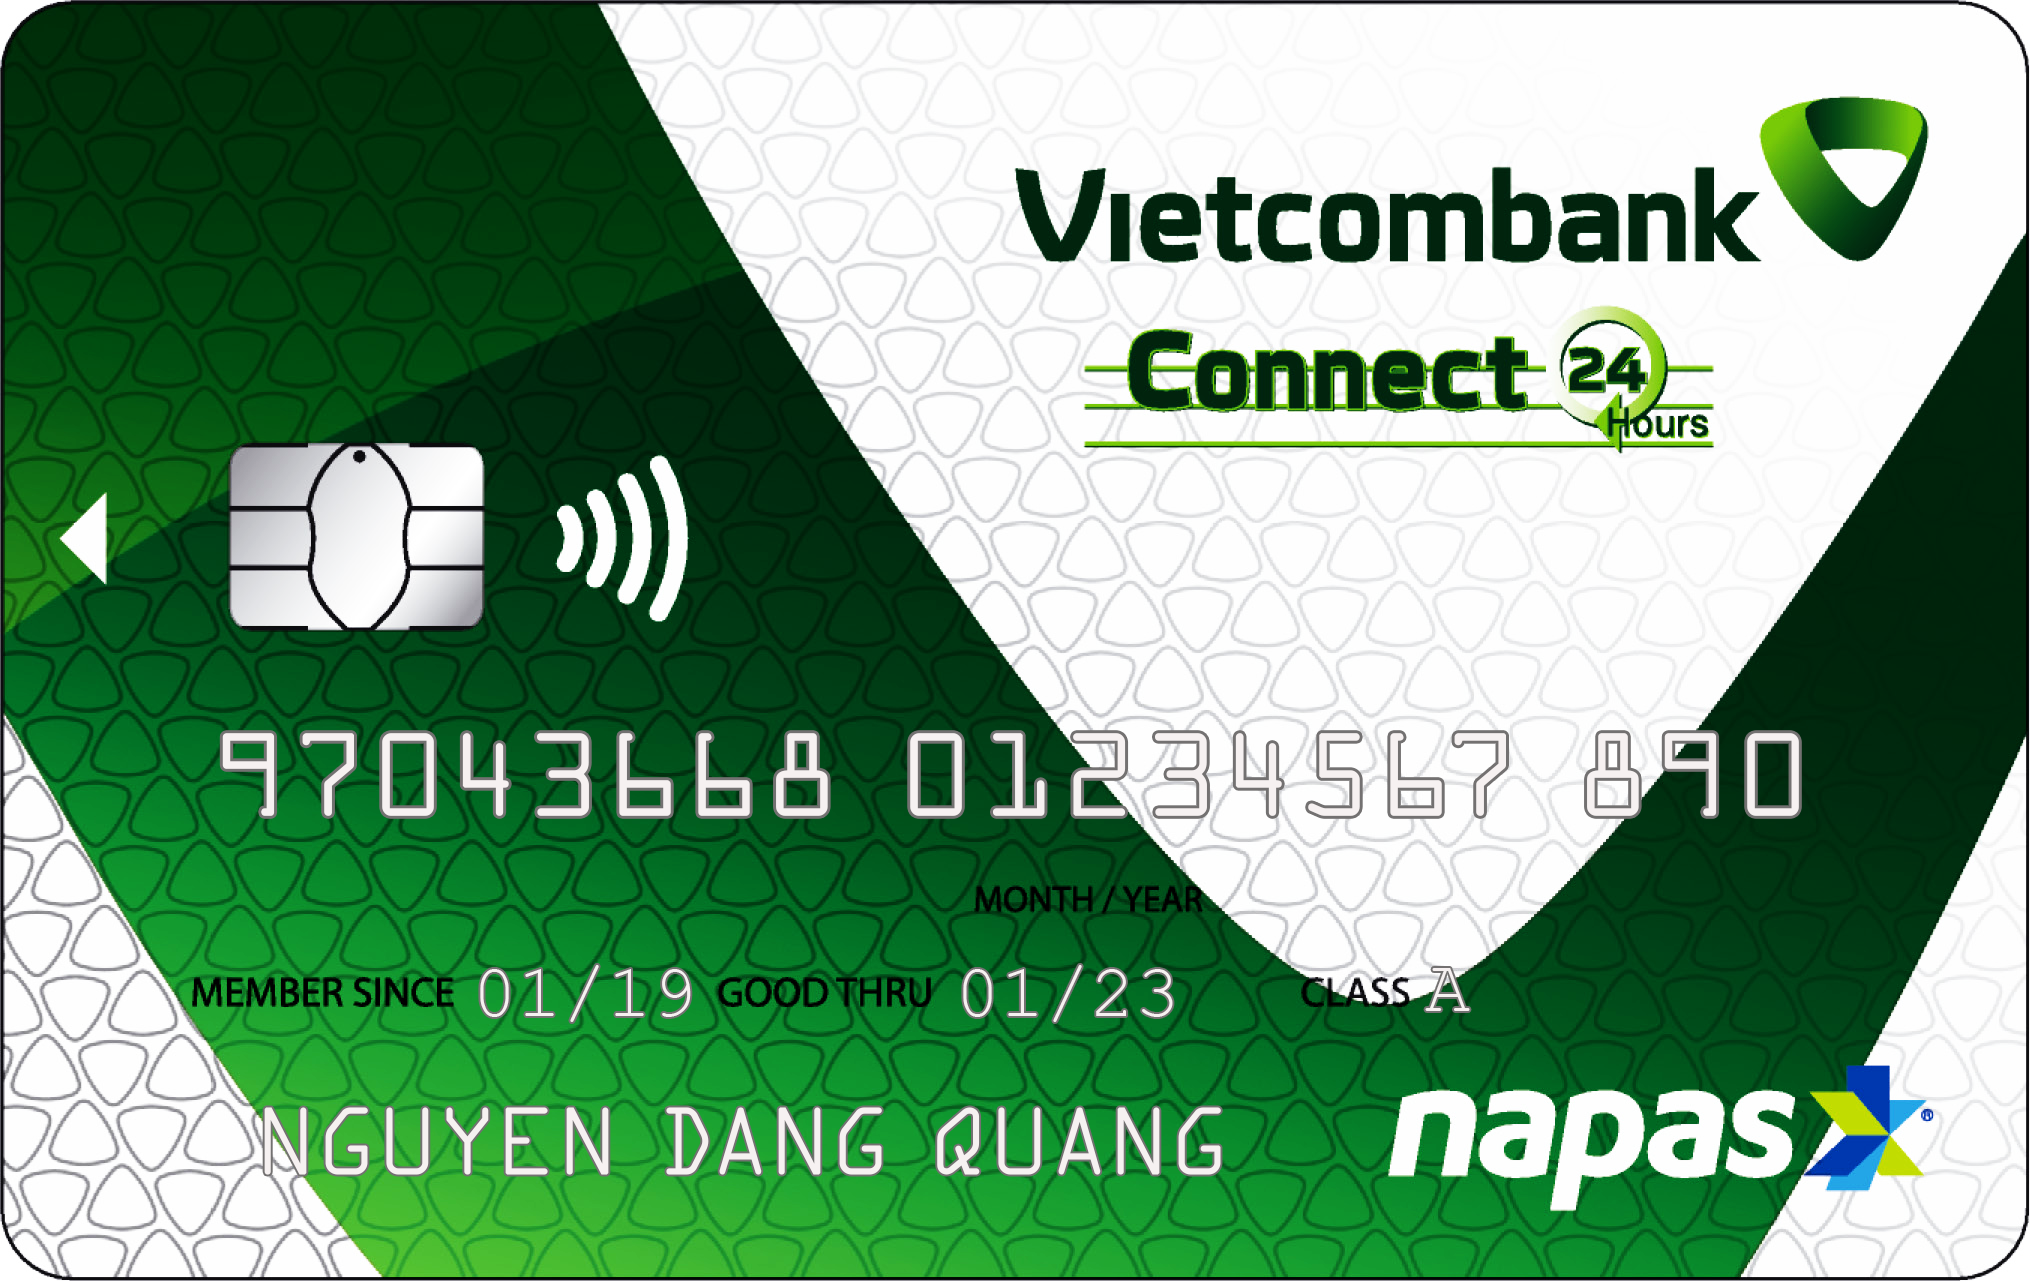 Vietcombank
Connect 24 Hours
97043668 01234567 890
MONTH / YEAR
MEMBER SINCE 01/19 GOOD THRU 01/23 CLASS A
NGUYEN DANG QUANG
napas®